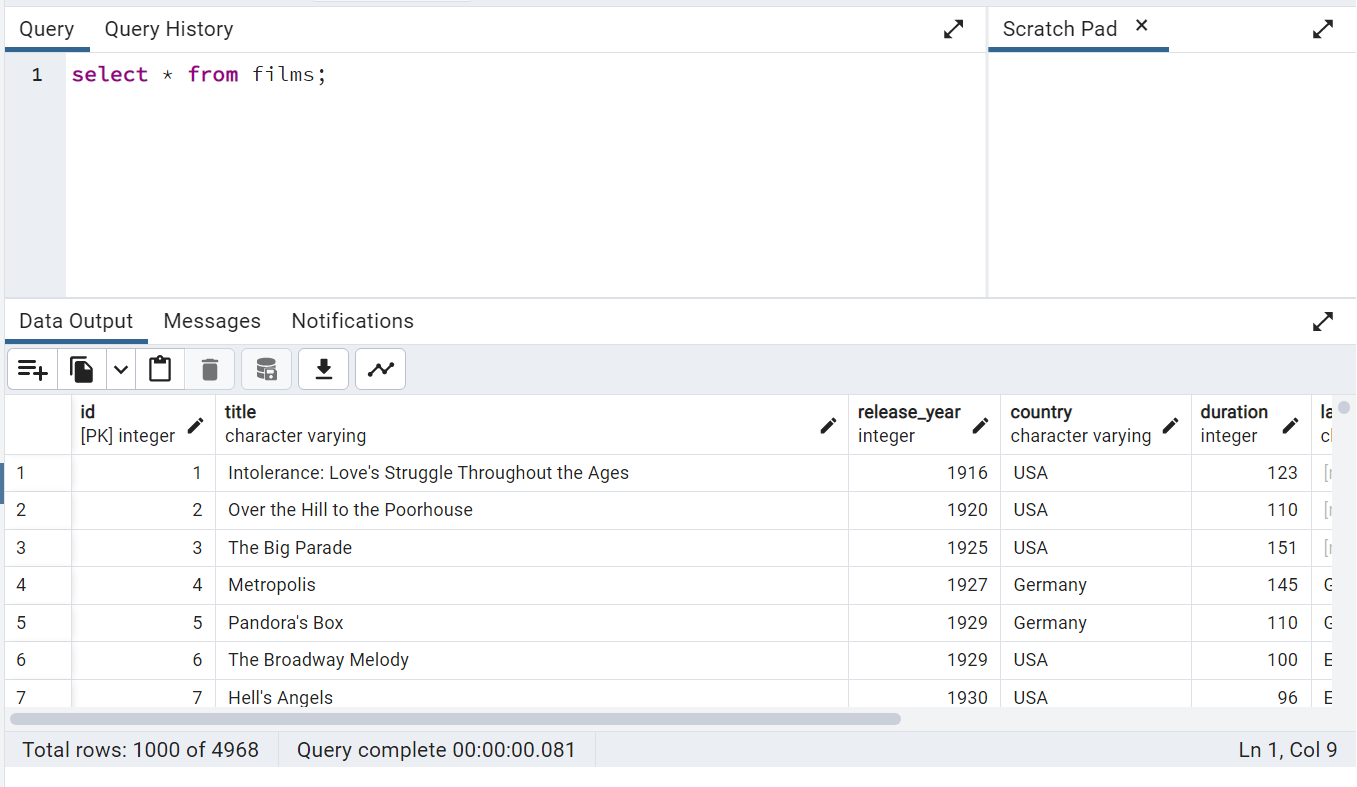 Query Query History Scratch Pad
1 select * from films;
Data Output Messages Notifications
id title release_year country duration
[PK] integer character varying integer character varying integer
1 1 Intolerance: Love's Struggle Throughout the Ages 1916 USA 123
2 2 Over the Hill to the Poorhouse 1920 USA 110
3 3 The Big Parade 1925 USA 151
4 4 Metropolis 1927 Germany 145
5 5 Pandora's Box 1929 Germany 110
6 6 The Broadway Melody 1929 USA 100
7 7 Hell's Angels 1930 USA 96
Total rows: 1000 of 4968 Query complete 00:00:00.081 Ln 1, Col 9